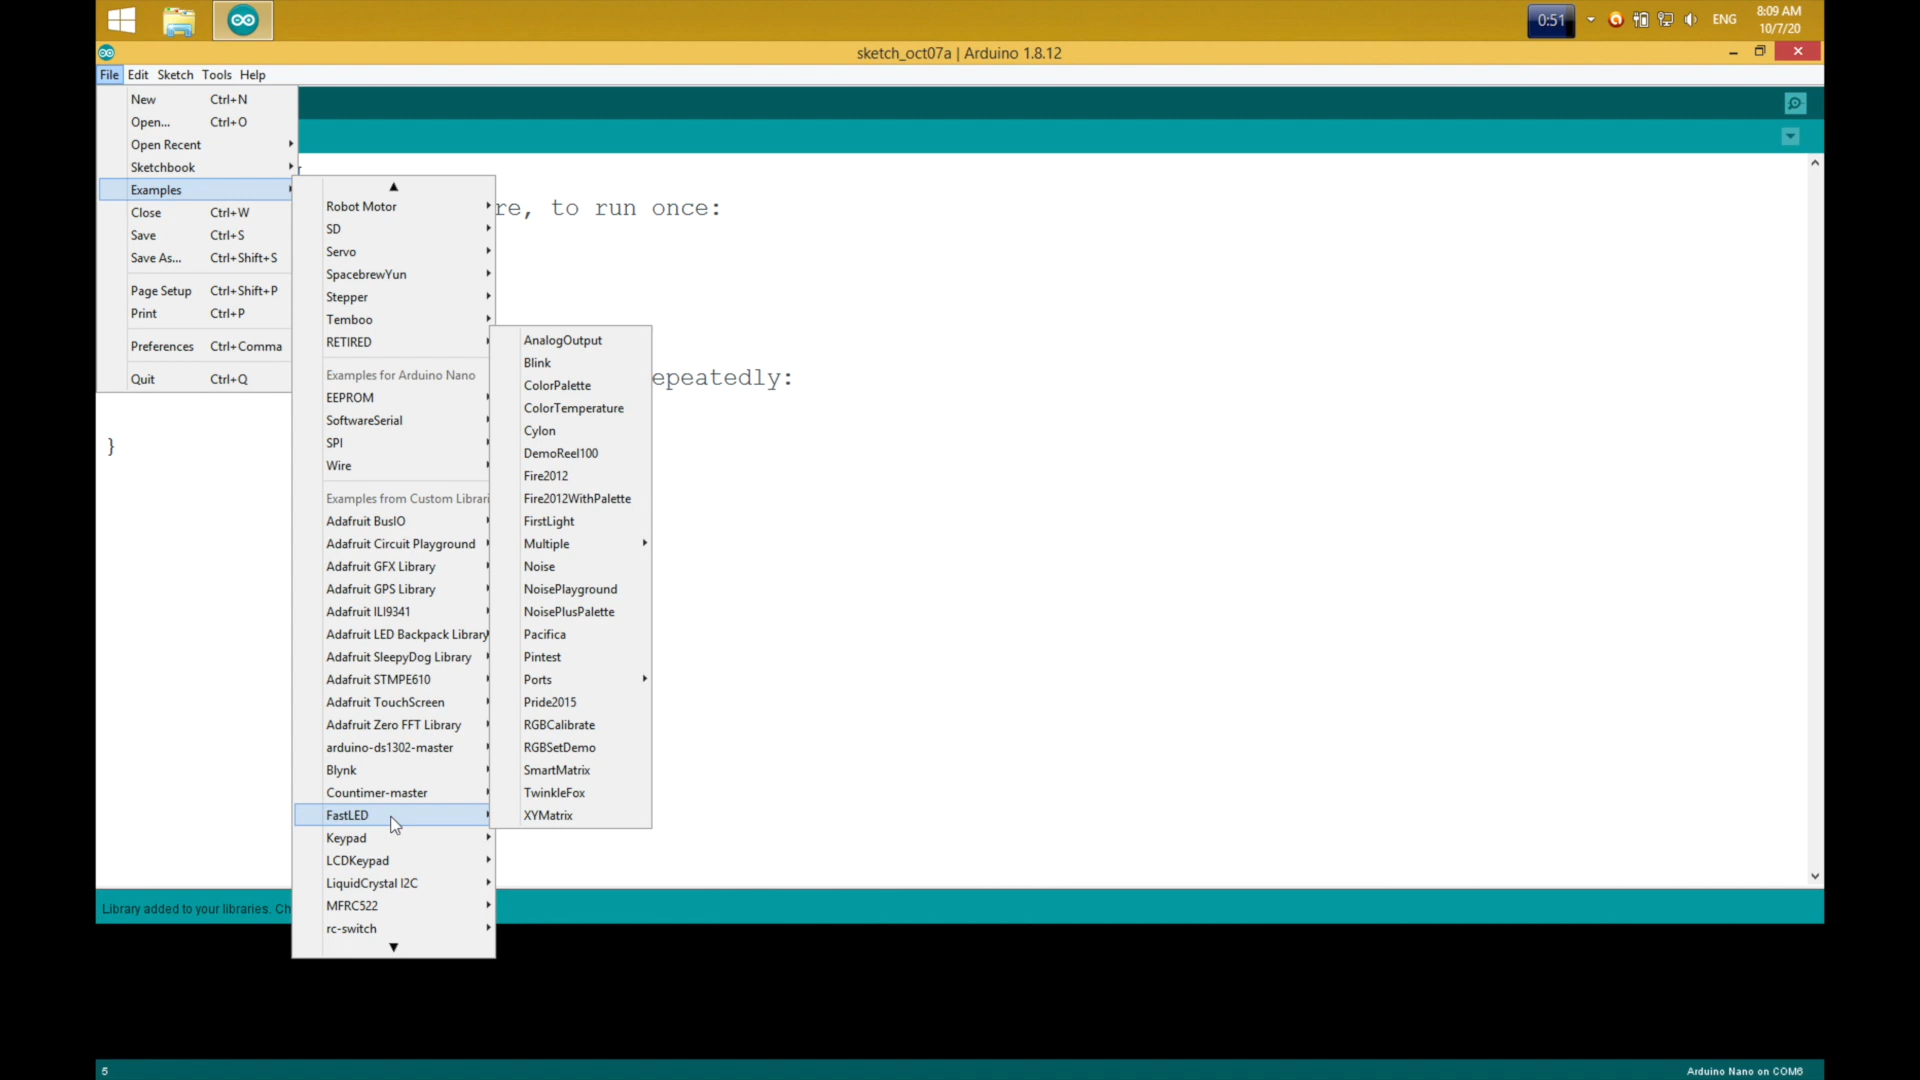 0:51
ENG
8:09 AM
10/7/20
sketch_oct07a | Arduino 1.8.12
File Edit Sketch Tools Help
New Ctrl+N
Open... Ctrl+O
Open Recent
Sketchbook
Examples
Close Ctrl+W
Save Ctrl+S
Save As... Ctrl+Shift+S
Page Setup Ctrl+Shift+P
Print Ctrl+P
Preferences Ctrl+Comma
Quit Ctrl+Q
Robot Motor
SD
Servo
SpacebrewYun
Stepper
Temboo
RETIRED
Examples for Arduino Nano
EEPROM
SoftwareSerial
SPI
Wire
Examples from Custom Librari
Adafruit BusIO
Adafruit Circuit Playground
Adafruit GFX Library
Adafruit GPS Library
Adafruit ILI9341
Adafruit LED Backpack Library
Adafruit SleepyDog Library
Adafruit STMPE610
Adafruit TouchScreen
Adafruit Zero FFT Library
arduino-ds1302-master
Blynk
Countimer-master
FastLED
Keypad
LCDKeypad
LiquidCrystal I2C
MFRC522
rc-switch
AnalogOutput
Blink
ColorPalette
ColorTemperature
Cylon
DemoReel100
Fire2012
Fire2012WithPalette
FirstLight
Multiple
Noise
NoisePlayground
NoisePlusPalette
Pacifica
Pintest
Ports
Pride2015
RGBCalibrate
RGBSetDemo
SmartMatrix
TwinkleFox
XYMatrix
re, to run once:
epeatedly:
}
Library added to your libraries. Ch
5
Arduino Nano on COM6